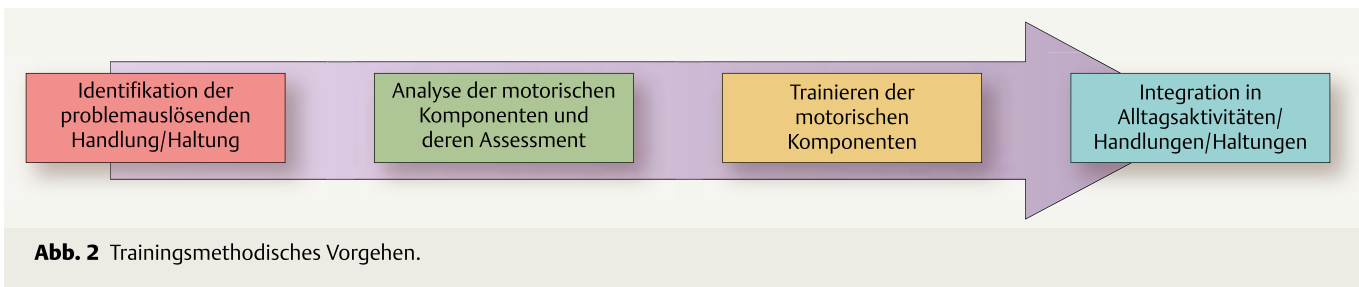 Identifikation der
problemauslösenden
Handlung/Haltung
Analyse der motorischen
Komponenten und
deren Assessment
Trainieren der
motorischen
Komponenten
Integration in
Alltagsaktivitäten/
Handlungen/Haltungen
Abb. 2 Trainingsmethodisches Vorgehen.